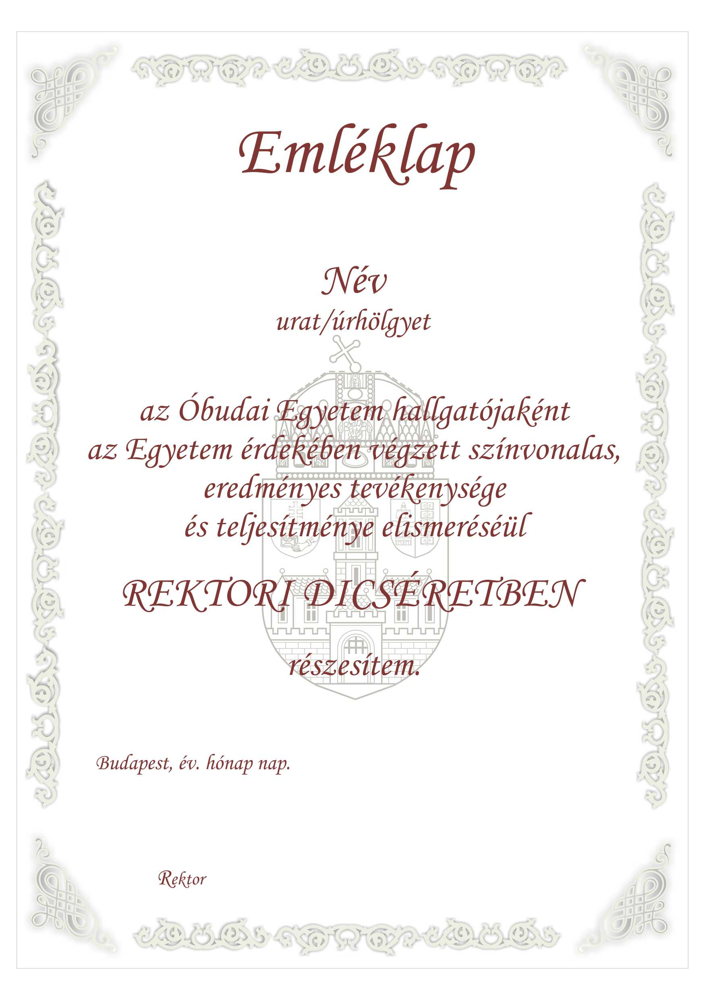 Emléklap
Név
urat/úrhölgyet
az Óbudai Egyetem hallgatójaként
az Egyetem érdekében végzett színvonalas,
eredményes tevékenysége
és teljesítménye elismeréséül
REKTORI DICSÉRETBEN
részesítem.
Budapest, év. hónap nap.
Rektor